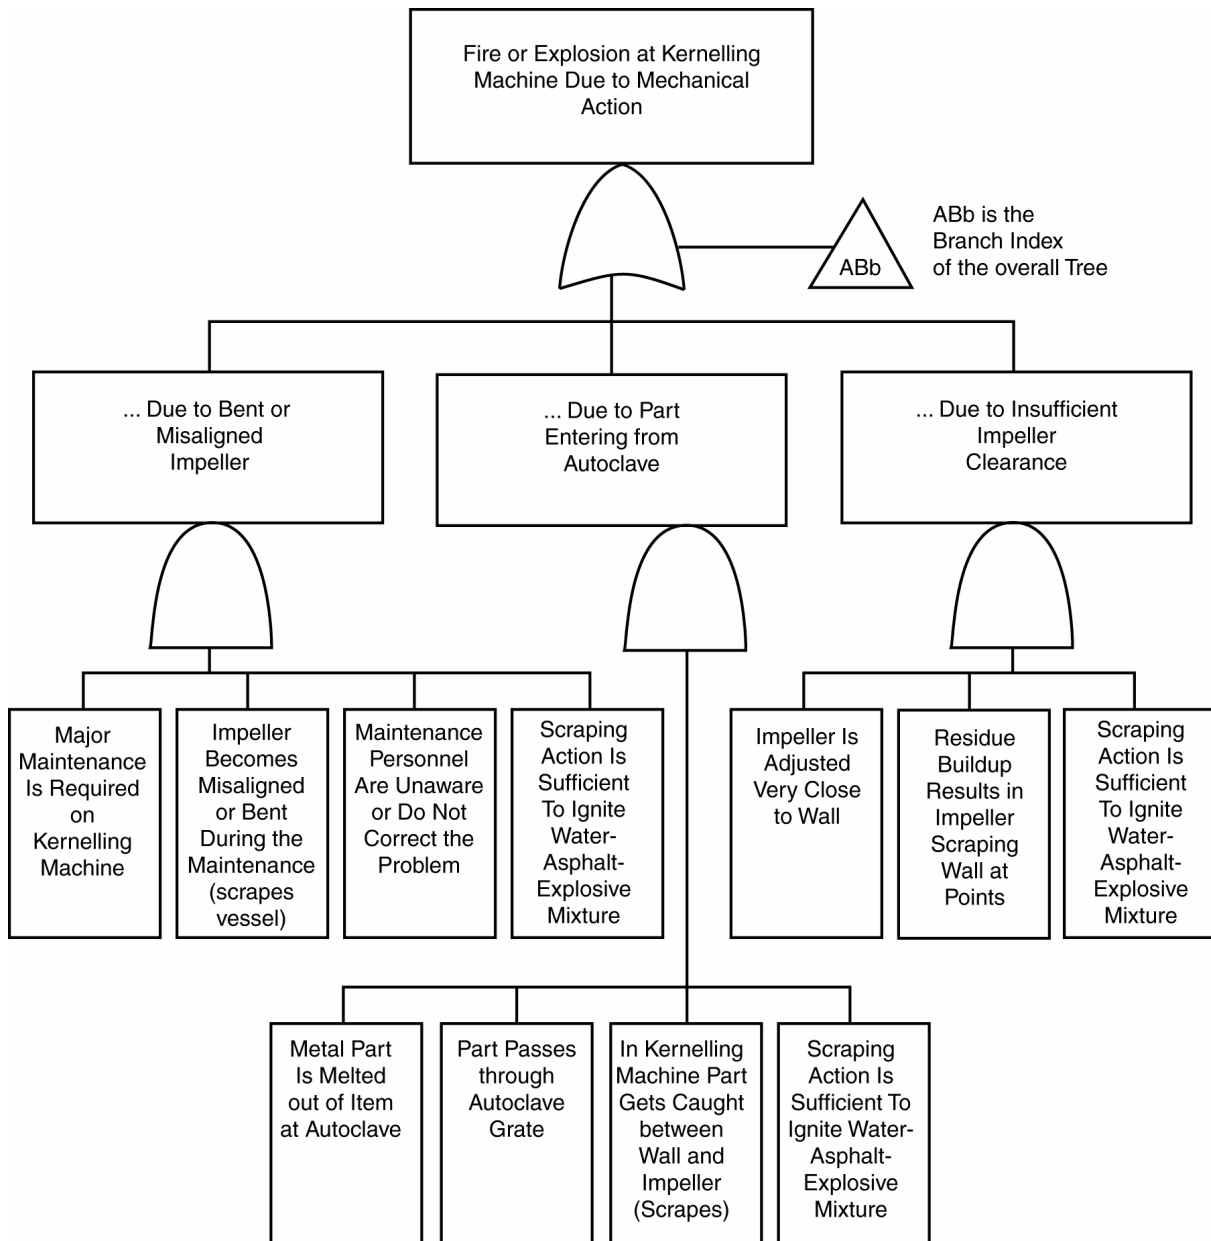 Fire or Explosion at Kernelling
Machine Due to Mechanical
Action
ABb
ABb is the
Branch Index
of the overall Tree
... Due to Bent or
Misaligned
Impeller
... Due to Part
Entering from
Autoclave
... Due to Insufficient
Impeller
Clearance
Major
Maintenance
Is Required
on
Kernelling
Machine
Impeller
Becomes
Misaligned
or Bent
During the
Maintenance
(scrapes
vessel)
Maintenance
Personnel
Are Unaware
or Do Not
Correct the
Problem
Scraping
Action Is
Sufficient
To Ignite
Water-
Asphalt-
Explosive
Mixture
Impeller Is
Adjusted
Very Close
to Wall
Residue
Buildup
Results in
Impeller
Scraping
Wall at
Points
Scraping
Action Is
Sufficient
To Ignite
Water-
Asphalt-
Explosive
Mixture
Metal Part
Is Melted
out of Item
at Autoclave
Part Passes
through
Autoclave
Grate
In Kernelling
Machine Part
Gets Caught
between
Wall and
Impeller
(Scrapes)
Scraping
Action Is
Sufficient To
Ignite Water-
Asphalt-
Explosive
Mixture